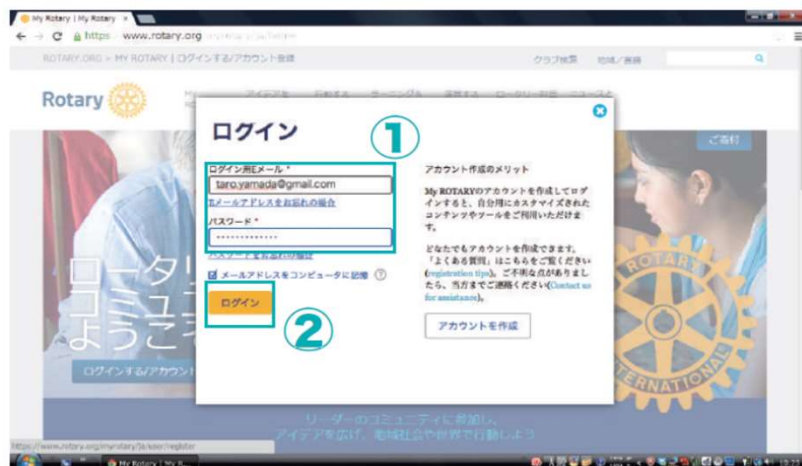 My Rotary | My Rotary
https www.rotary.org
ROTARY.ORG > MY ROTARY | ログインする/アカウント登録
クラブ検索 地域/言語
Rotary
ご寄付
ログイン
①
ログイン用Eメール *
taro.yamada@gmail.com
Eメールアドレスをお忘れの場合
パスワード *
パスワードをお忘れの場合
メールアドレスをコンピュータに記憶 ?
ログイン
②
アカウント作成のメリット
My ROTARYのアカウントを作成してログ
インすると、自分用にカスタマイズされた
コンテンツやツールをご利用いただけま
す。
どなたでもアカウントを作成できます。
「よくある質問」はこちらをご覧ください
(registration tips)。ご不明な点がありまし
たら、当方までご連絡ください(Contact us
for assistance)。
アカウントを作成
ロータリ
コミュニ
ようこそ
ログインする/アカウント
ROTARY
INTERNATIONAL
リーダーのコミュニティに参加し、
アイデアを広げ、地域社会や世界で行動しよう
https://www.rotary.org/myrotary/ja/user/register
My Rotary | My R...